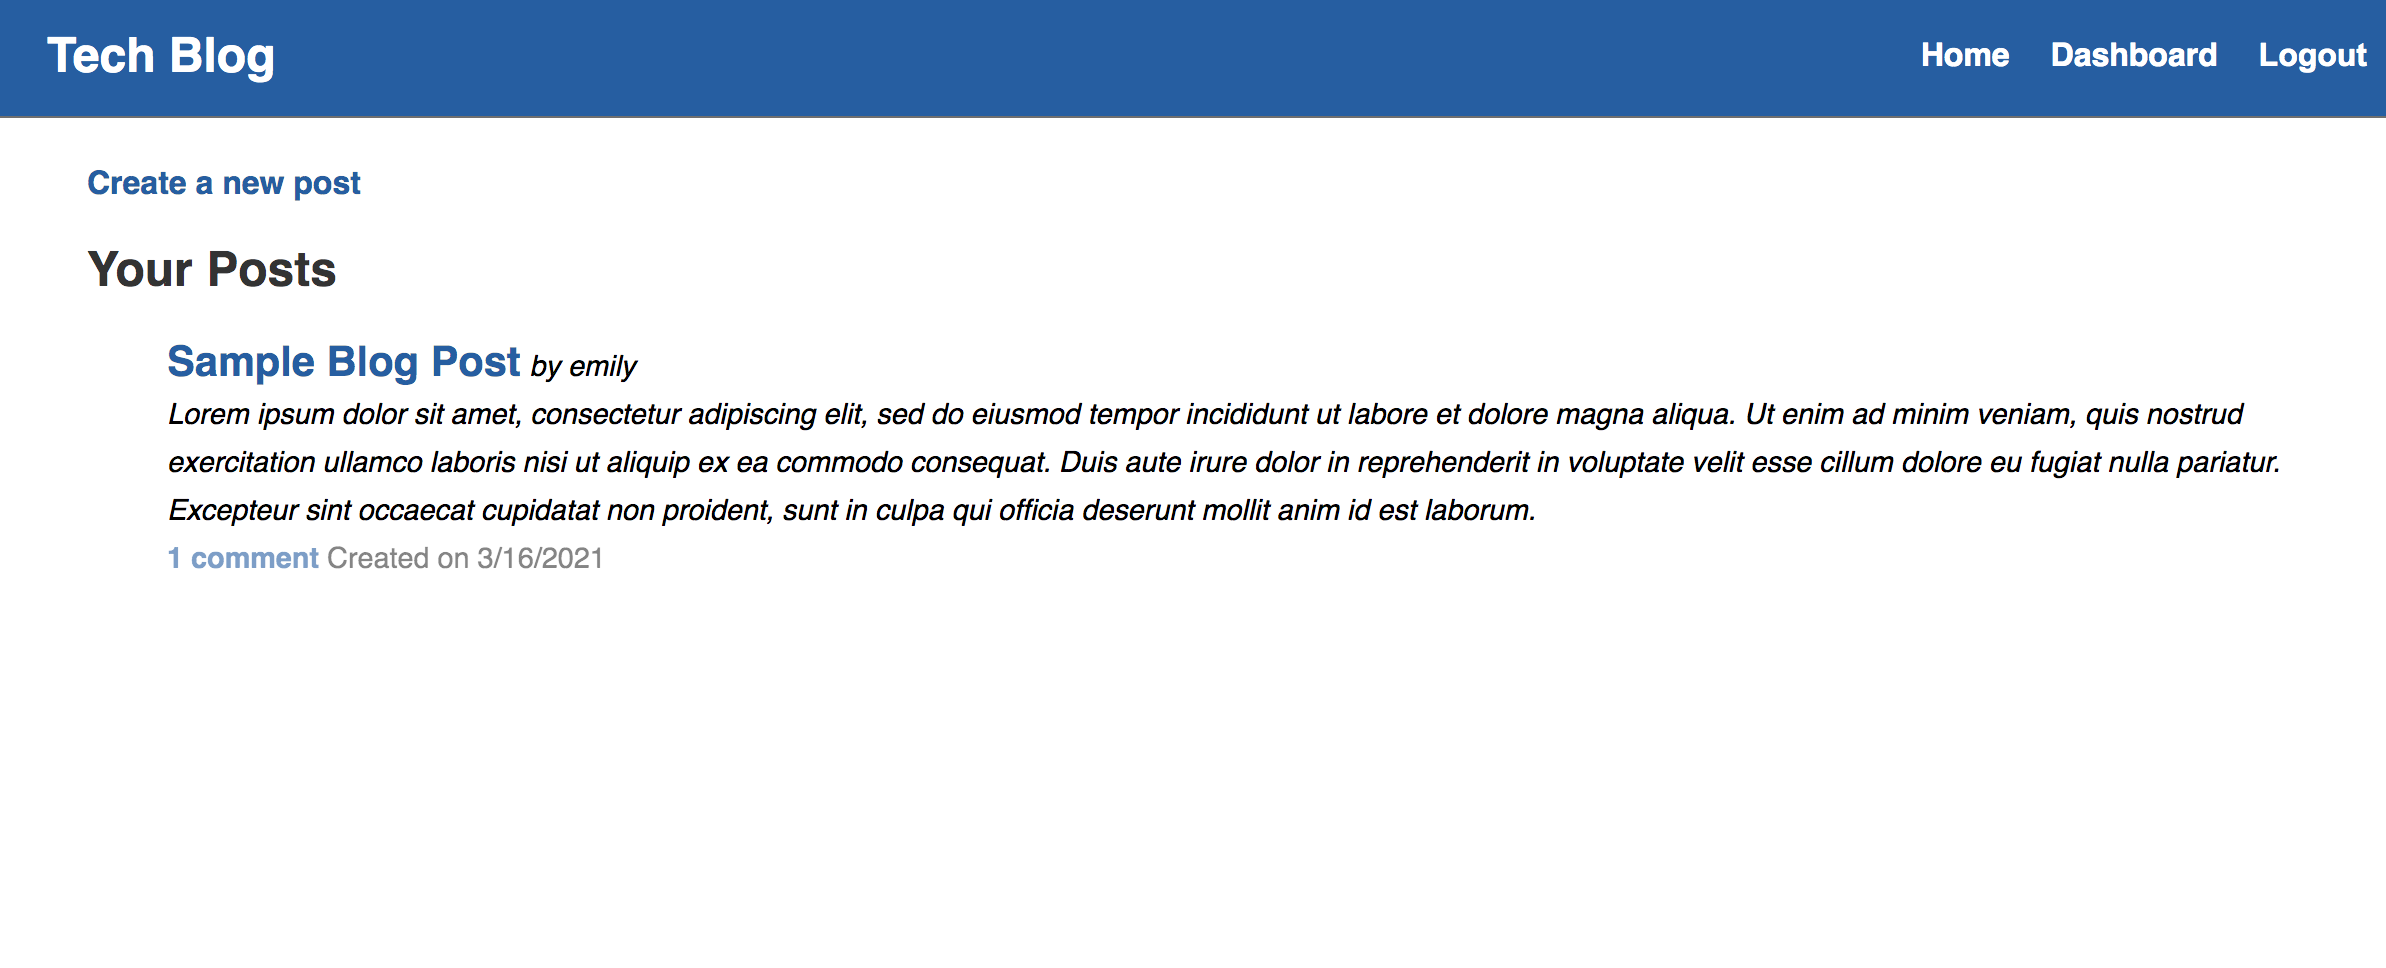 Tech Blog
Home Dashboard Logout
Create a new post
Your Posts
Sample Blog Post by emily
Lorem ipsum dolor sit amet, consectetur adipiscing elit, sed do eiusmod tempor incididunt ut labore et dolore magna aliqua. Ut enim ad minim veniam, quis nostrud
exercitation ullamco laboris nisi ut aliquip ex ea commodo consequat. Duis aute irure dolor in reprehenderit in voluptate velit esse cillum dolore eu fugiat nulla pariatur.
Excepteur sint occaecat cupidatat non proident, sunt in culpa qui officia deserunt mollit anim id est laborum.
1 comment Created on 3/16/2021